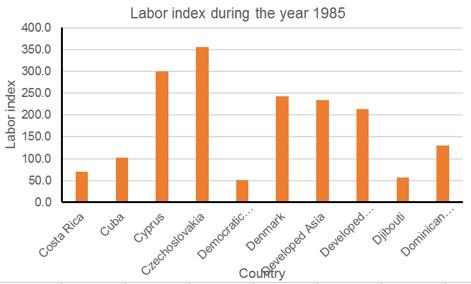 Labor index during the year 1985
400.0
350.0
300.0
250.0
200.0
150.0
100.0
50.0
0.0
Labor index
Costa Rica
Cuba
Cyprus
Czechoslovakia
Democratic...
Denmark
Developed Asia
Developed...
Djibouti
Dominican...
Country